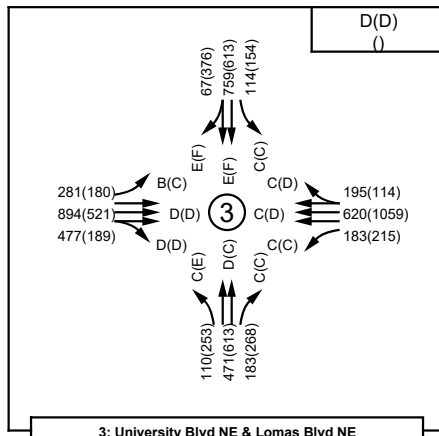 D(D)
()
67(376)
759(613)
114(154)
E(F)
E(F)
C(C)
281(180)
894(521)
477(189)
B(C)
D(D)
D(D)
3
C(D)
C(D)
C(C)
195(114)
620(1059)
183(215)
C(E)
D(C)
C(C)
110(253)
471(613)
183(268)
3: University Blvd NE & Lomas Blvd NE